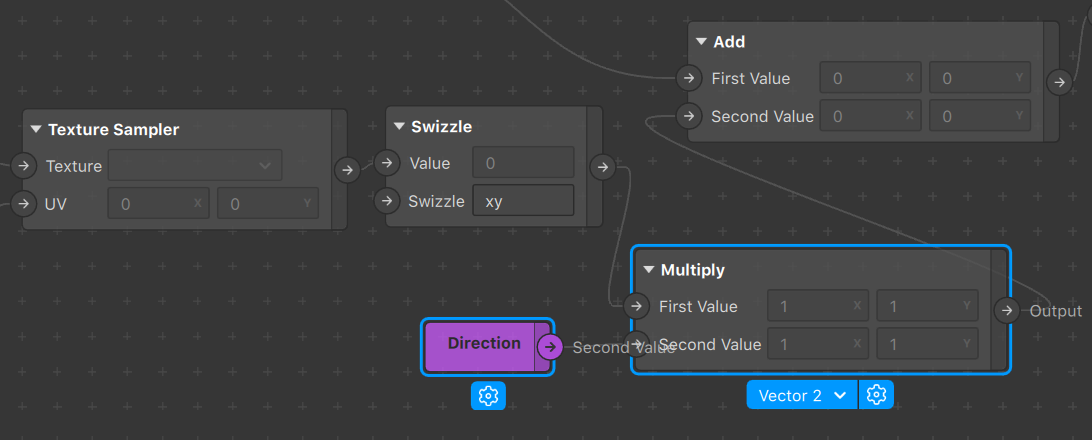 Add
First Value 0 X 0 Y
Second Value 0 X 0 Y
Texture Sampler
Texture
UV 0 X 0 Y
Swizzle
Value 0
Swizzle xy
Multiply
First Value 1 X 1 Y
Output
Second Value 1 X 1 Y
Direction
Second Value
Vector 2